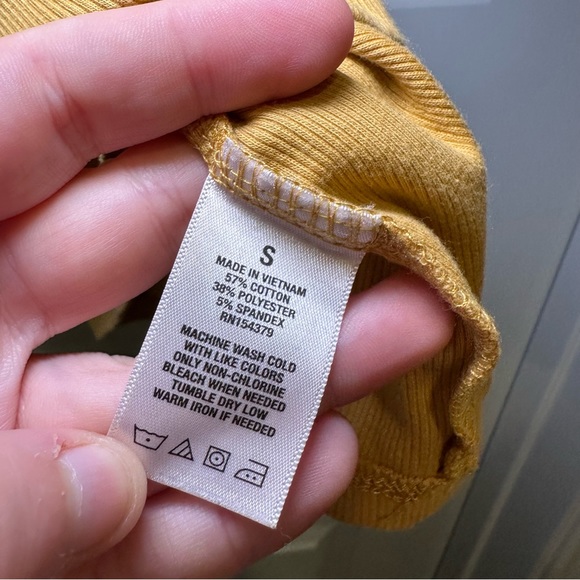 S
MADE IN VIETNAM
57% COTTON
38% POLYESTER
5% SPANDEX
RN154379
MACHINE WASH COLD
WITH LIKE COLORS
ONLY NON-CHLORINE
BLEACH WHEN NEEDED
TUMBLE DRY LOW
WARM IRON IF NEEDED